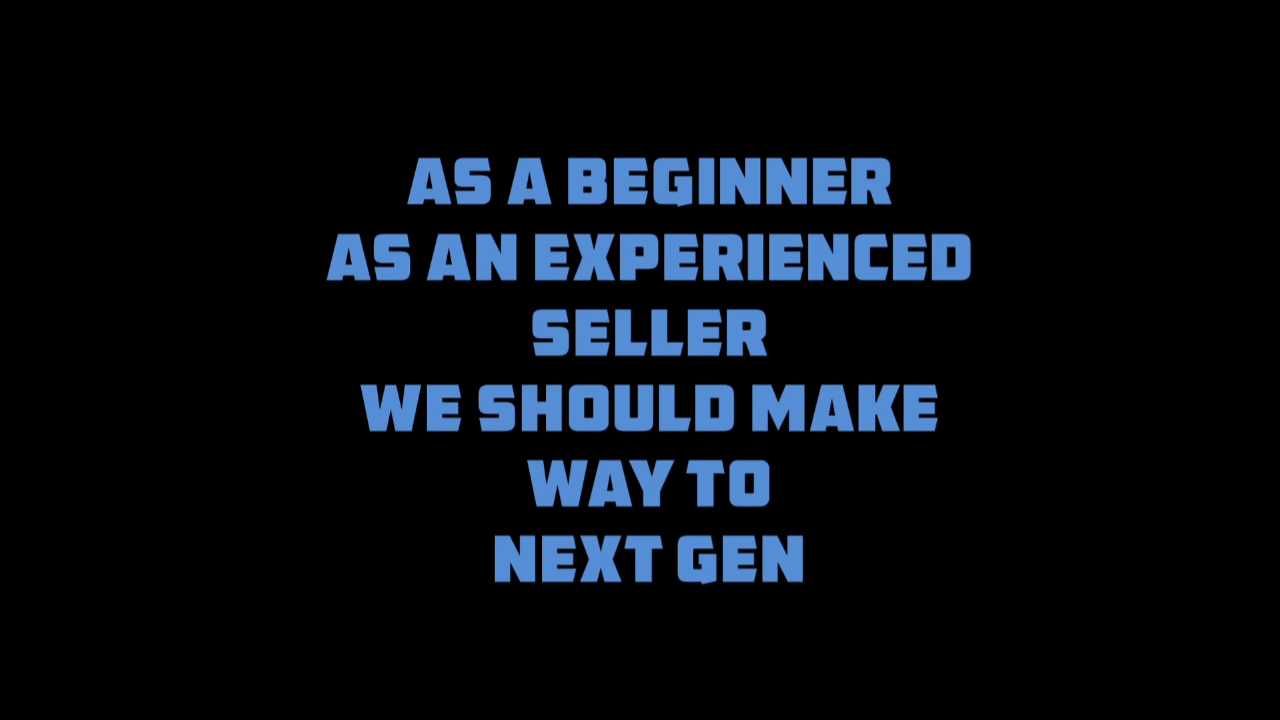 AS A BEGINNER
AS AN EXPERIENCED
SELLER
WE SHOULD MAKE
WAY TO
NEXT GEN